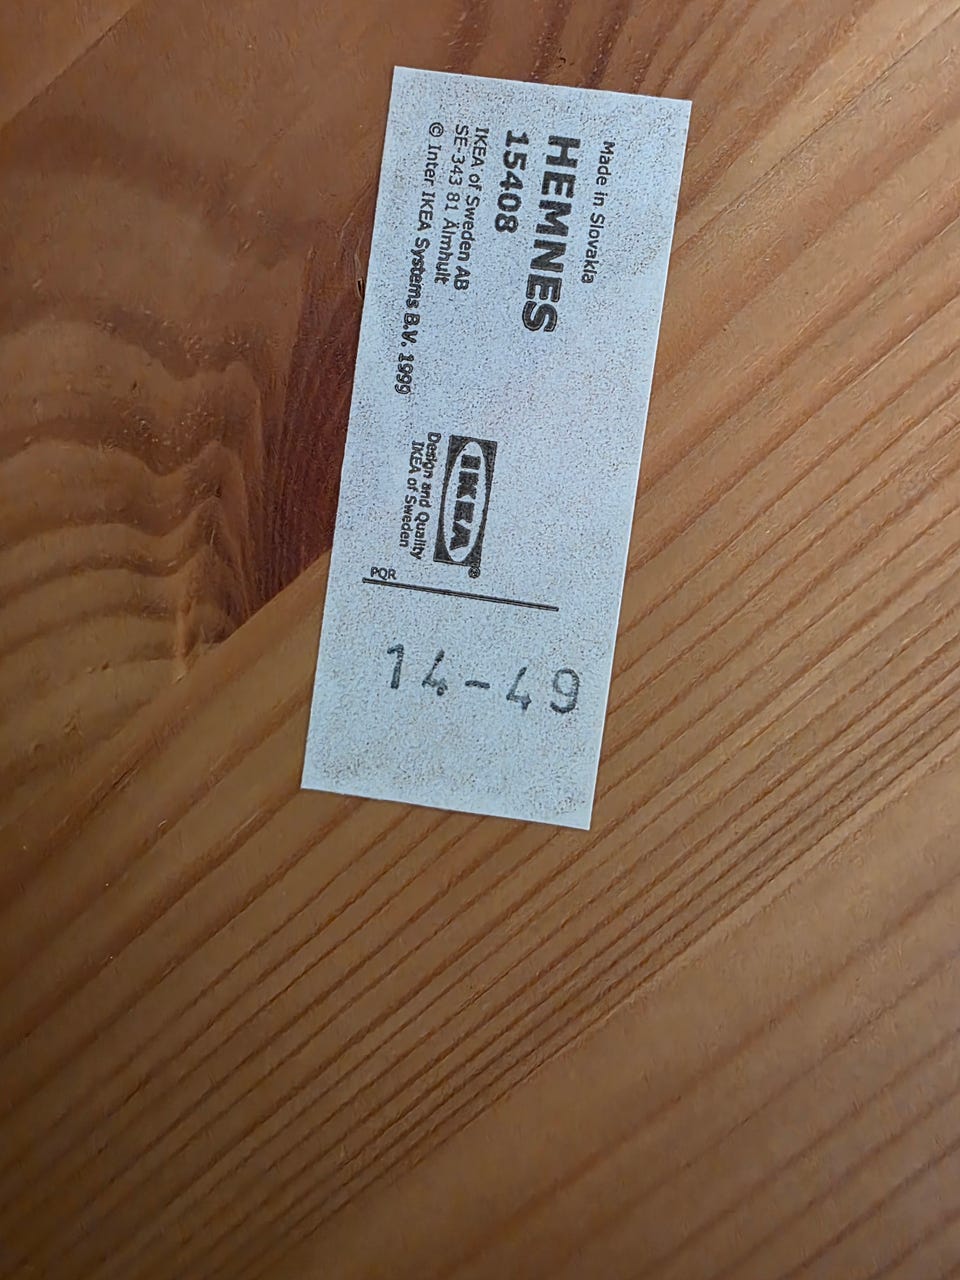 Made in Slovakia
HEMNES
15408
IKEA of Sweden AB
SE-343 81 Älmhult
© Inter IKEA Systems B.V. 1999
IKEA®
Design and Quality
IKEA of Sweden
PQR
14-49